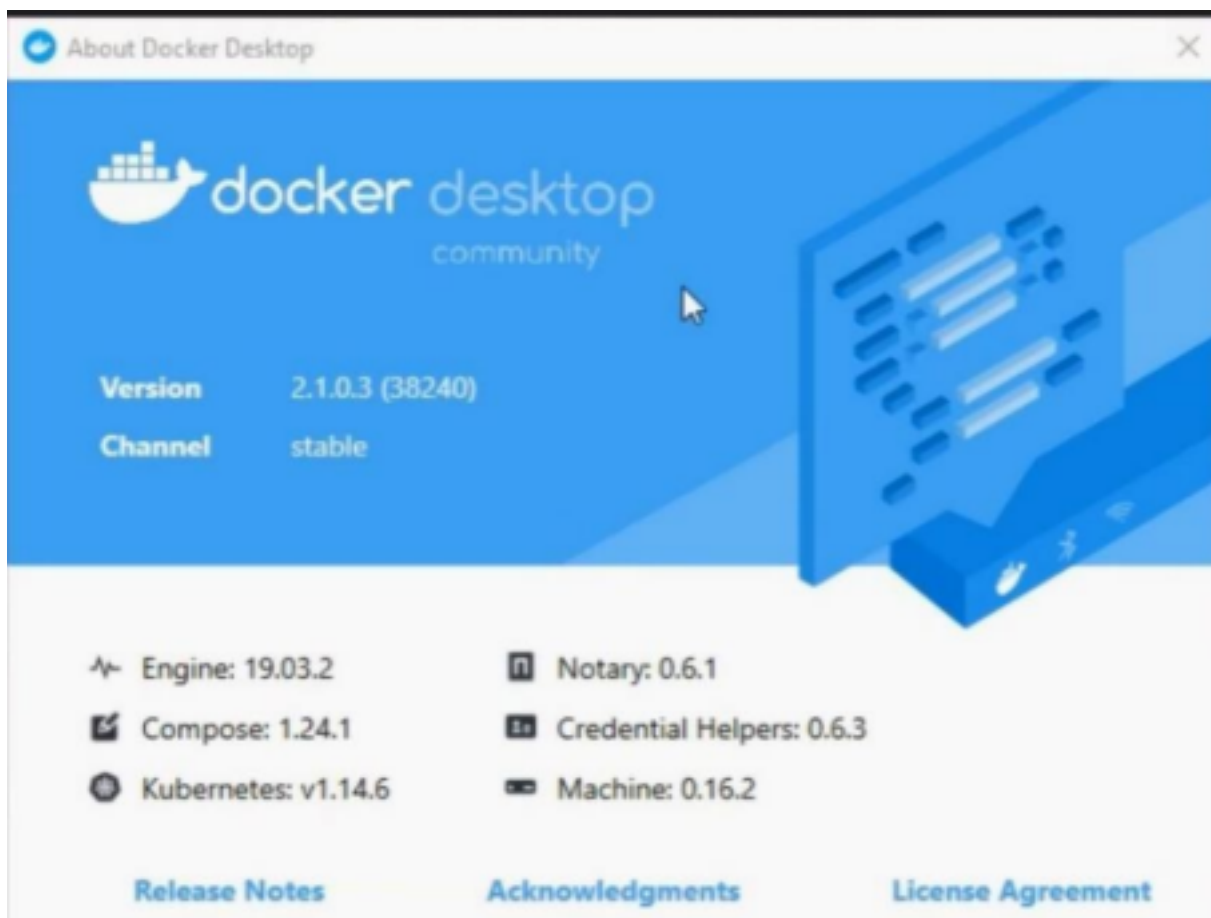 About Docker Desktop
docker desktop
community
Version 2.1.0.3 (38240)
Channel stable
Engine: 19.03.2
Notary: 0.6.1
Compose: 1.24.1
Credential Helpers: 0.6.3
Kubernetes: v1.14.6
Machine: 0.16.2
Release Notes Acknowledgments License Agreement